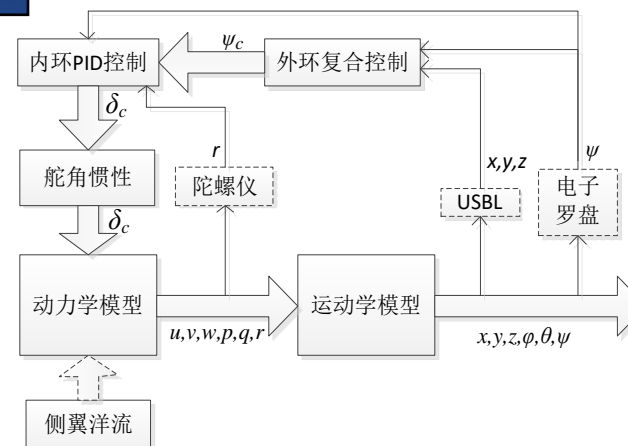 内环PID控制
ψc
外环复合控制
δc
r
x,y,z
ψ
舵角惯性
陀螺仪
USBL
电子
罗盘
δc
动力学模型
u,v,w,p,q,r
运动学模型
x,y,z,φ,θ,ψ
侧翼洋流